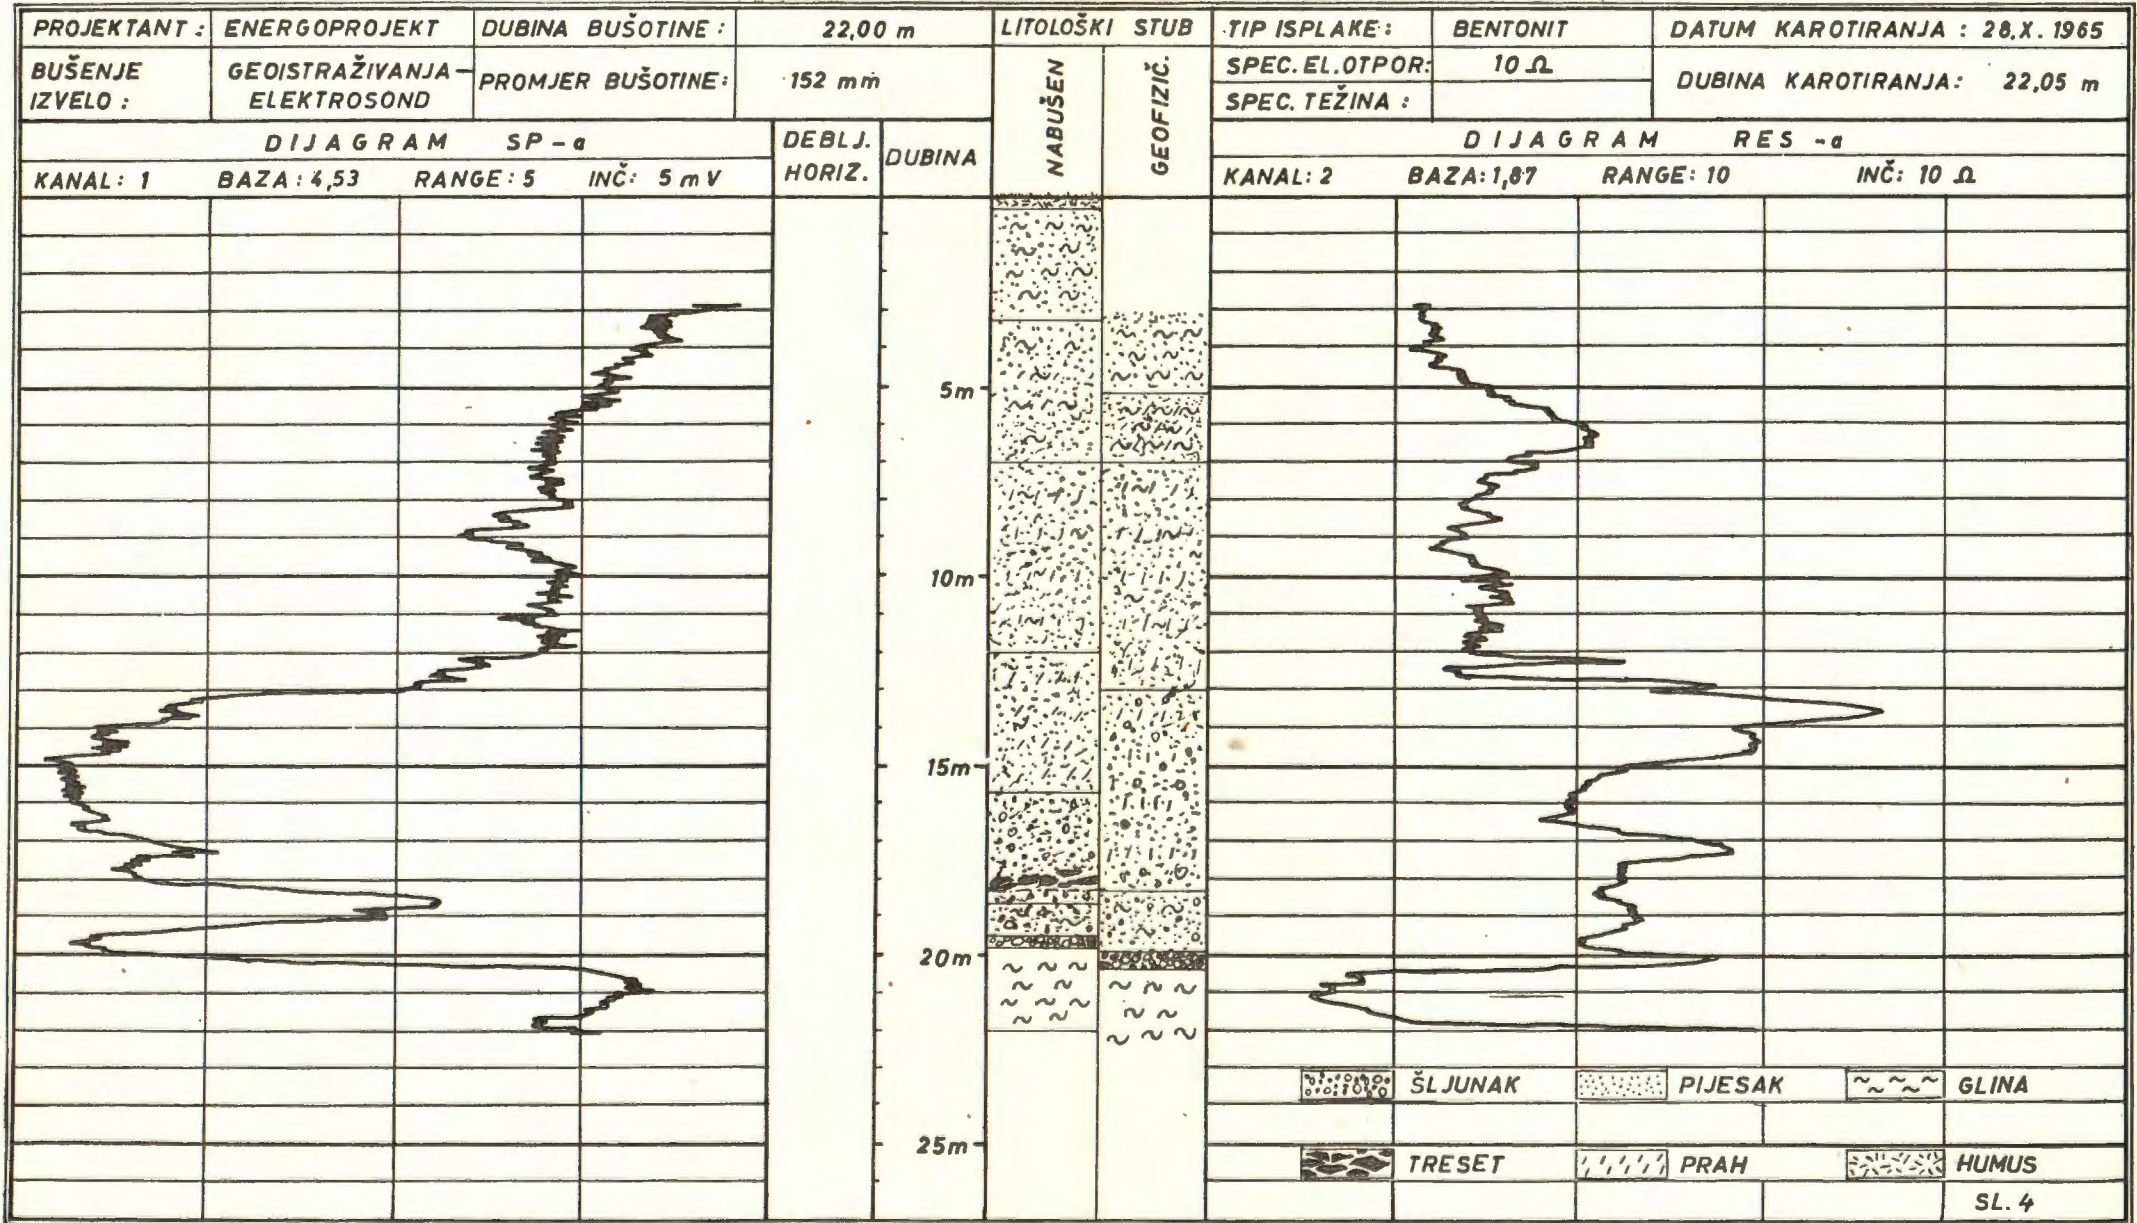 PROJEKTANT : ENERGOPROJEKT DUBINA BUŠOTINE : 22,00 m LITOLOŠKI STUB TIP ISPLAKE : BENTONIT DATUM KAROTIRANJA : 28.X. 1965
BUŠENJE IZVELO : GEOISTRAŽIVANJA – ELEKTROSOND PROMJER BUŠOTINE : 152 mm NABUŠEN GEOFIZIČ. SPEC. EL. OTPOR : 10 Ω DUBINA KAROTIRANJA : 22,05 m
SPEC. TEŽINA :
DIJAGRAM SP – a DEBLJ. HORIZ. DUBINA DIJAGRAM RES – a
KANAL : 1 BAZA : 4,53 RANGE : 5 INČ : 5 mV KANAL : 2 BAZA : 1,87 RANGE : 10 INČ : 10 Ω
5m
10m
15m
20m
25m
ŠLJUNAK PIJESAK GLINA
TRESET PRAH HUMUS
SL. 4